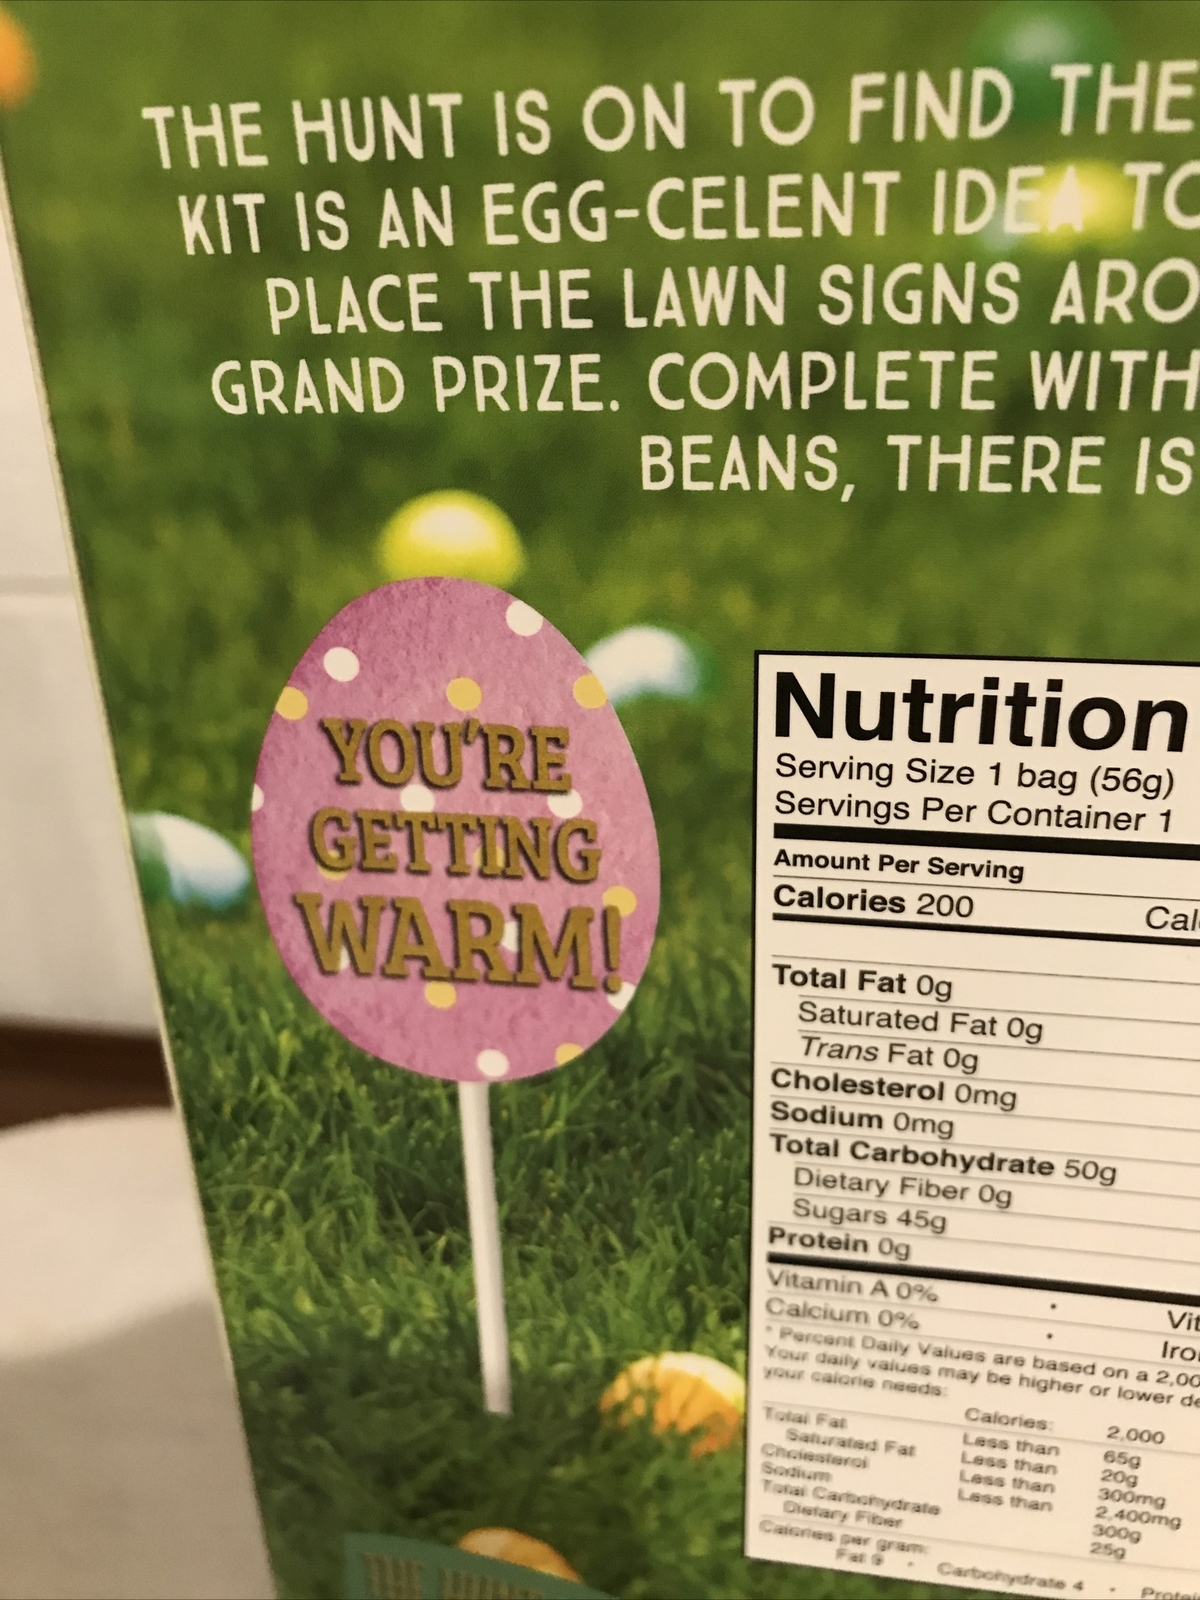 THE HUNT IS ON TO FIND THE
KIT IS AN EGG-CELENT IDEA TO
PLACE THE LAWN SIGNS ARO
GRAND PRIZE. COMPLETE WITH
BEANS, THERE IS
YOU'RE
GETTING
WARM!
Nutrition
Serving Size 1 bag (56g)
Servings Per Container 1
Amount Per Serving
Calories 200 Cal
Total Fat 0g
Saturated Fat 0g
Trans Fat 0g
Cholesterol 0mg
Sodium 0mg
Total Carbohydrate 50g
Dietary Fiber 0g
Sugars 45g
Protein 0g
Vitamin A 0% • Vit
Calcium 0% • Iro
* Percent Daily Values are based on a 2,00
Your daily values may be higher or lower de
your calorie needs:
Calories: 2,000
Total Fat Less than 65g
Saturated Fat Less than 20g
Cholesterol Less than 300mg
Sodium Less than 2,400mg
Total Carbohydrate 300g
Dietary Fiber 25g
Calories per gram:
Fat 9 • Carbohydrate 4 • Protei
THE HUNT